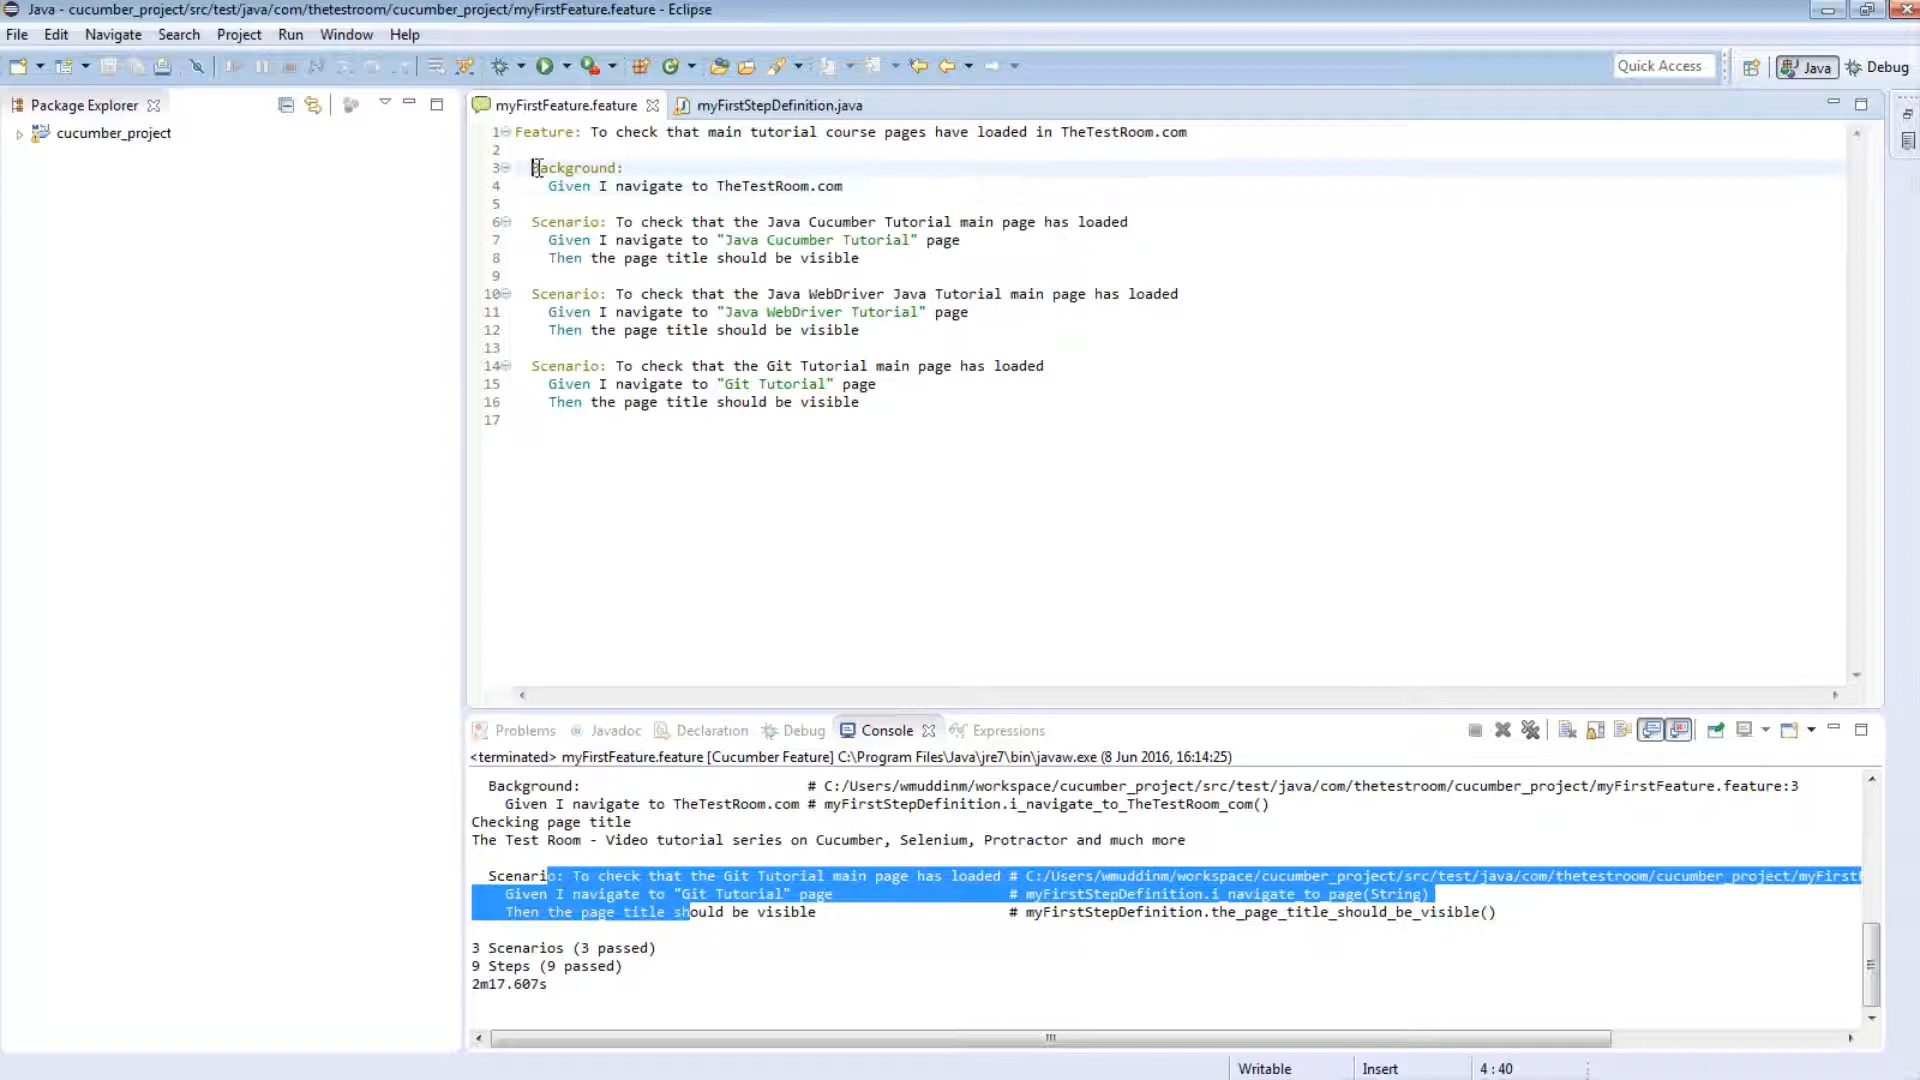 Java - cucumber_project/src/test/java/com/thetestroom/cucumber_project/myFirstFeature.feature - Eclipse
File Edit Navigate Search Project Run Window Help
Quick Access
Java
Debug
Package Explorer
cucumber_project
myFirstFeature.feature
myFirstStepDefinition.java
1 Feature: To check that main tutorial course pages have loaded in TheTestRoom.com
2
3 Background:
4 Given I navigate to TheTestRoom.com
5
6 Scenario: To check that the Java Cucumber Tutorial main page has loaded
7 Given I navigate to "Java Cucumber Tutorial" page
8 Then the page title should be visible
9
10 Scenario: To check that the Java WebDriver Java Tutorial main page has loaded
11 Given I navigate to "Java WebDriver Tutorial" page
12 Then the page title should be visible
13
14 Scenario: To check that the Git Tutorial main page has loaded
15 Given I navigate to "Git Tutorial" page
16 Then the page title should be visible
17
Problems Javadoc Declaration Debug Console Expressions
<terminated> myFirstFeature.feature [Cucumber Feature] C:\Program Files\Java\jre7\bin\javaw.exe (8 Jun 2016, 16:14:25)
Background: # C:/Users/wmuddinm/workspace/cucumber_project/src/test/java/com/thetestroom/cucumber_project/myFirstFeature.feature:3
Given I navigate to TheTestRoom.com # myFirstStepDefinition.i_navigate_to_TheTestRoom_com()
Checking page title
The Test Room - Video tutorial series on Cucumber, Selenium, Protractor and much more
Scenario: To check that the Git Tutorial main page has loaded # C:/Users/wmuddinm/workspace/cucumber_project/src/test/java/com/thetestroom/cucumber_project/myFirst
Given I navigate to "Git Tutorial" page # myFirstStepDefinition.i_navigate_to_page(String)
Then the page title should be visible # myFirstStepDefinition.the_page_title_should_be_visible()
3 Scenarios (3 passed)
9 Steps (9 passed)
2m17.607s
Writable
Insert
4 : 40